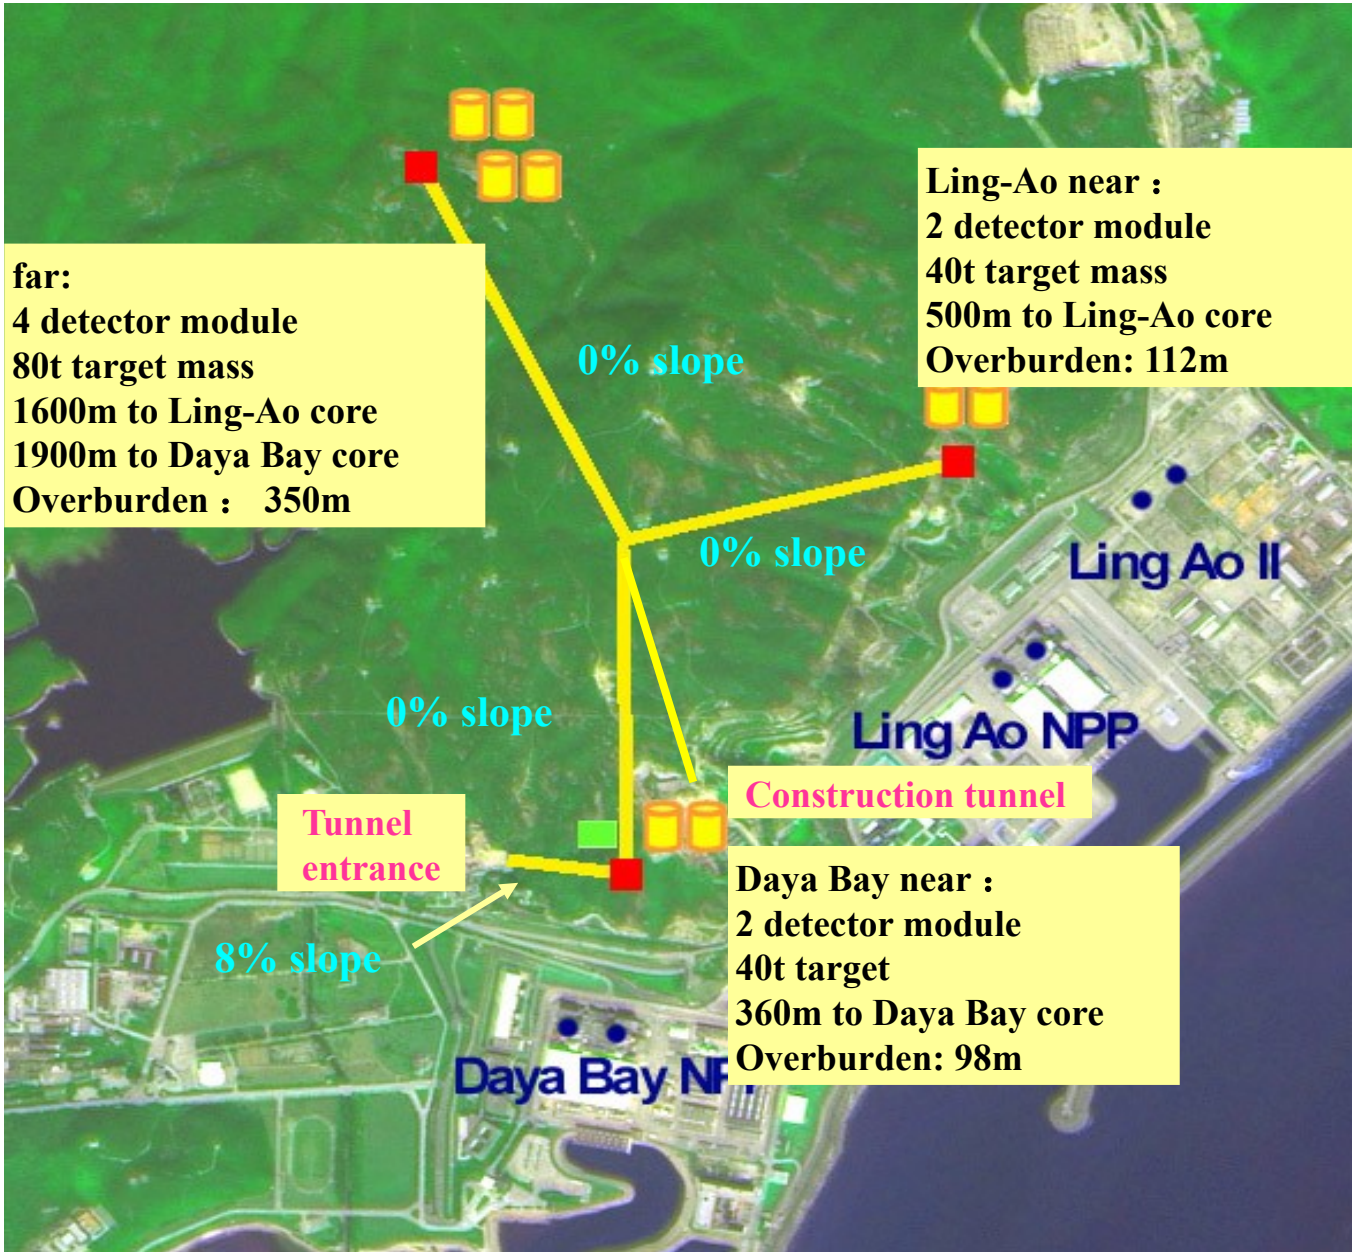 Ling-Ao near：
2 detector module
40t target mass
500m to Ling-Ao core
Overburden: 112m
far:
4 detector module
80t target mass
1600m to Ling-Ao core
1900m to Daya Bay core
Overburden： 350m
0% slope
0% slope
Ling Ao II
0% slope
Ling Ao NPP
Construction tunnel
Tunnel
entrance
8% slope
Daya Bay near：
2 detector module
40t target
360m to Daya Bay core
Overburden: 98m
Daya Bay